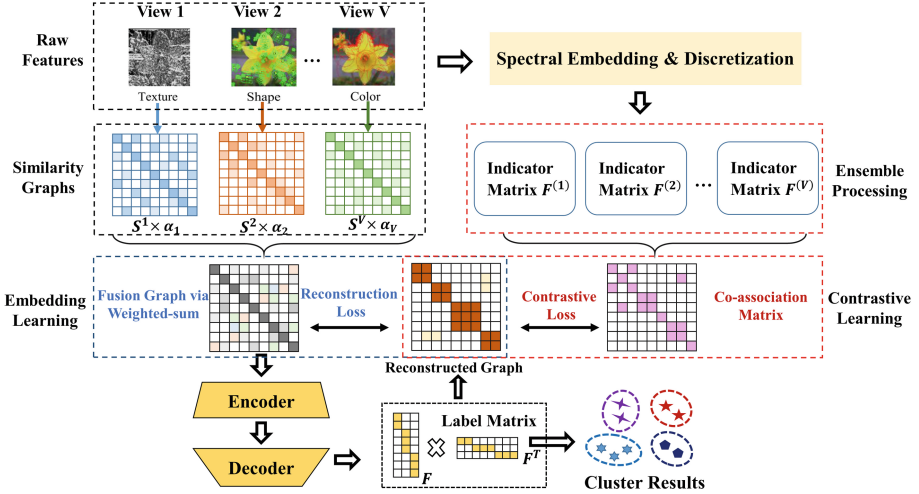 View 1
View 2
View V
Raw
Features
...
Texture
Shape
Color
Spectral Embedding & Discretization
Similarity
Graphs
S¹ × α₁
S² × α₂
Sⱽ × αᵥ
Indicator
Matrix F⁽¹⁾
Indicator
Matrix F⁽²⁾
...
Indicator
Matrix F⁽ⱽ⁾
Ensemble
Processing
Embedding
Learning
Fusion Graph via
Weighted-sum
Reconstruction
Loss
Contrastive
Loss
Co-association
Matrix
Contrastive
Learning
Reconstructed Graph
Encoder
Decoder
Label Matrix
F
Fᵀ
Cluster Results